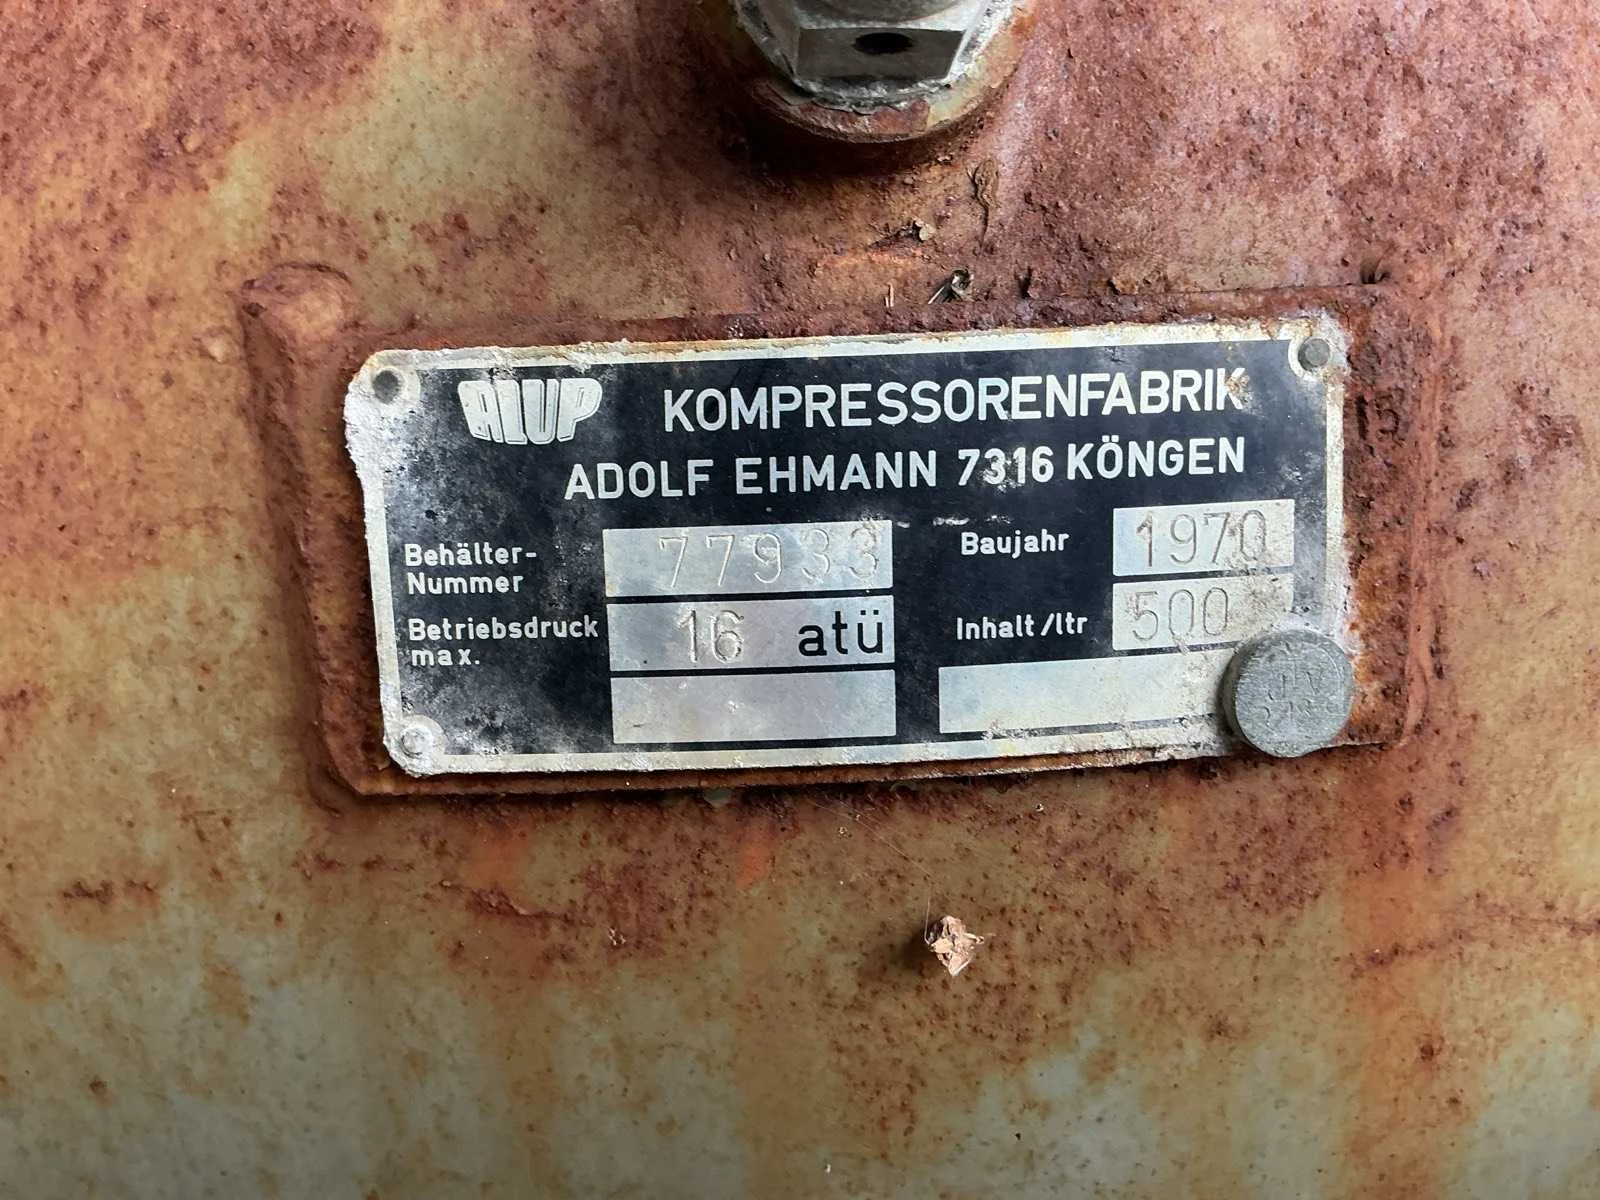 ALUP KOMPRESSORENFABRIK
ADOLF EHMANN 7316 KÖNGEN
Behälter-
Nummer 77933
Baujahr 1970
Betriebsdruck
max. 16 atü
Inhalt/ltr 500